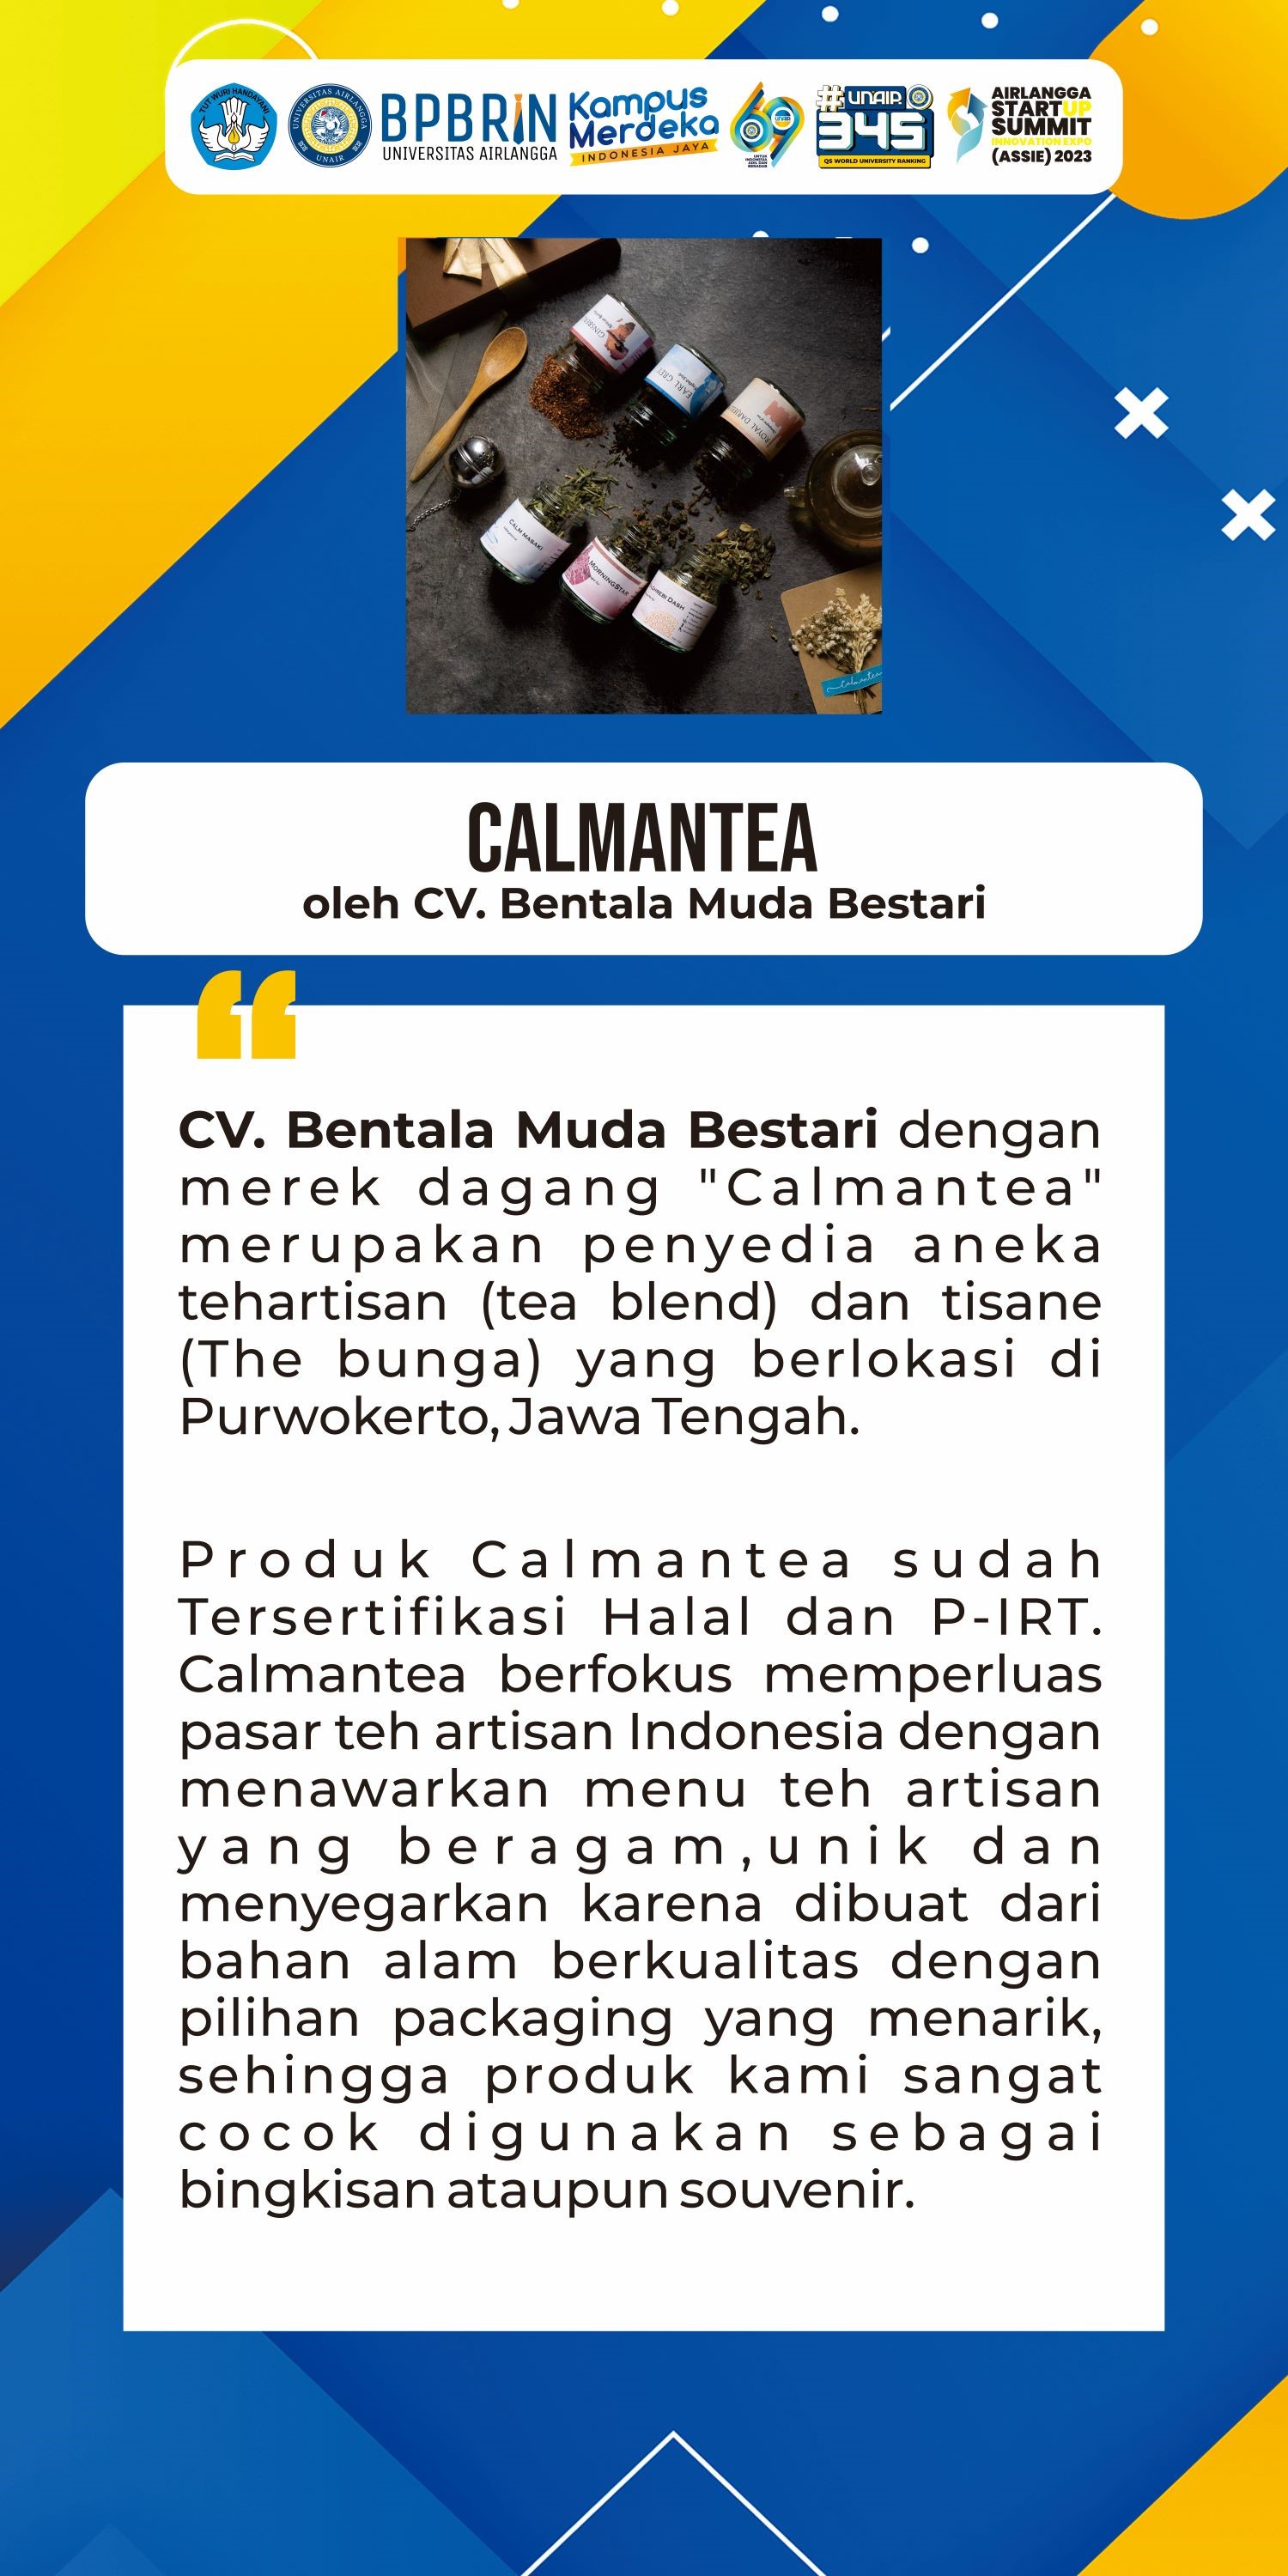 TUT WURI HANDAYANI
UNIVERSITAS AIRLANGGA
UNAIR
BPBRIN
UNIVERSITAS AIRLANGGA
Kampus
Merdeka
INDONESIA JAYA
69
UNAIR
#UNAIR
345
QS WORLD UNIVERSITY RANKING
AIRLANGGA
STARTUP
SUMMIT
INNOVATION EXPO
(ASSIE) 2023
EARL GRE
ROYAL DARJE
CALM MASAKI
MORNINGSTAR
DASH
Calmantea
CALMANTEA
oleh CV. Bentala Muda Bestari
CV. Bentala Muda Bestari dengan
merek dagang "Calmantea"
merupakan penyedia aneka
tehartisan (tea blend) dan tisane
(The bunga) yang berlokasi di
Purwokerto, Jawa Tengah.
Produk Calmantea sudah
Tersertifikasi Halal dan P-IRT.
Calmantea berfokus memperluas
pasar teh artisan Indonesia dengan
menawarkan menu teh artisan
yang beragam,unik dan
menyegarkan karena dibuat dari
bahan alam berkualitas dengan
pilihan packaging yang menarik,
sehingga produk kami sangat
cocok digunakan sebagai
bingkisan ataupun souvenir.